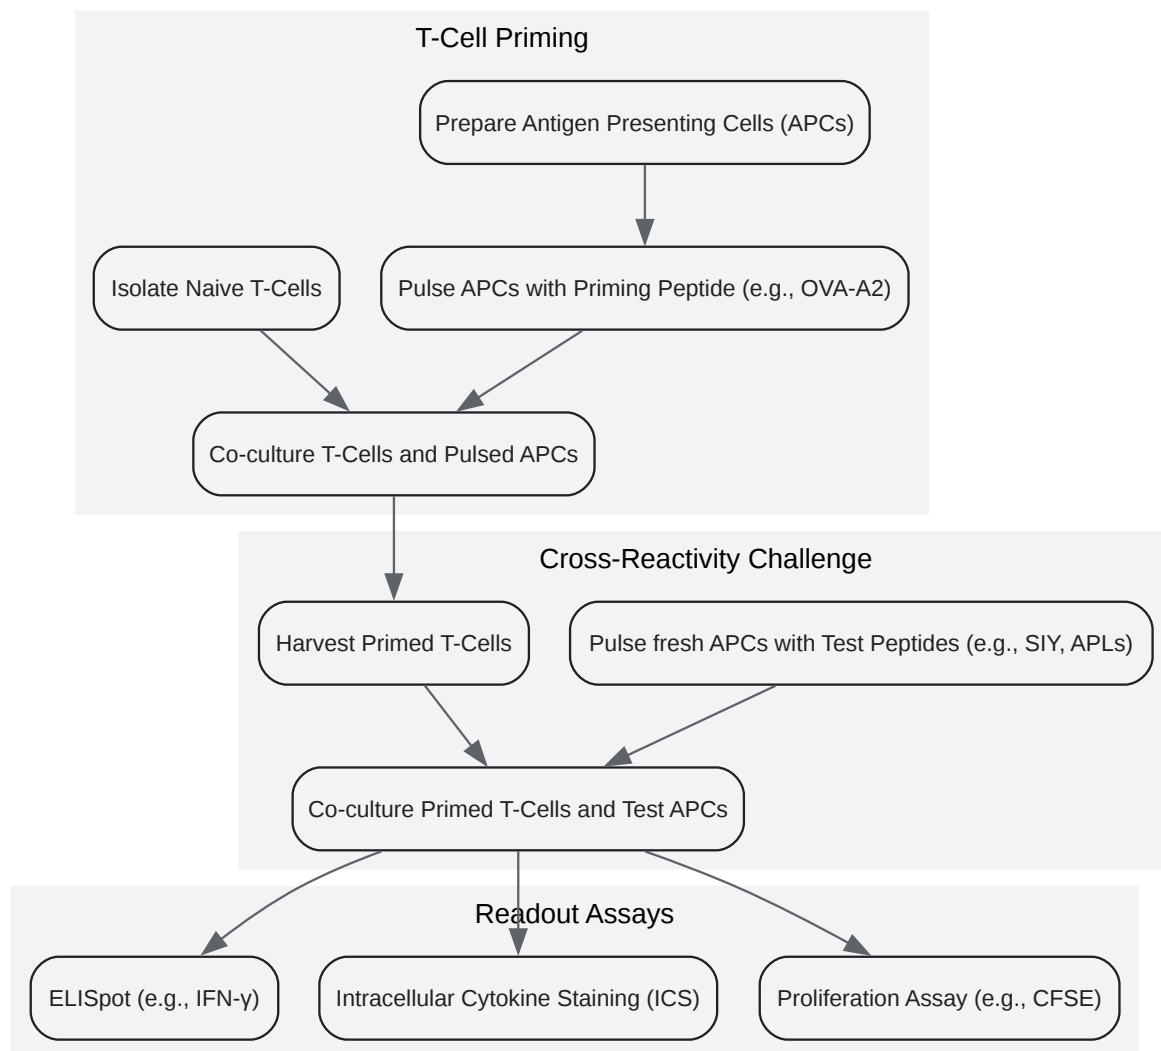 T-Cell Priming
Prepare Antigen Presenting Cells (APCs)
Isolate Naive T-Cells
Pulse APCs with Priming Peptide (e.g., OVA-A2)
Co-culture T-Cells and Pulsed APCs
Cross-Reactivity Challenge
Harvest Primed T-Cells
Pulse fresh APCs with Test Peptides (e.g., SIY, APLs)
Co-culture Primed T-Cells and Test APCs
Readout Assays
ELISpot (e.g., IFN-γ)
Intracellular Cytokine Staining (ICS)
Proliferation Assay (e.g., CFSE)